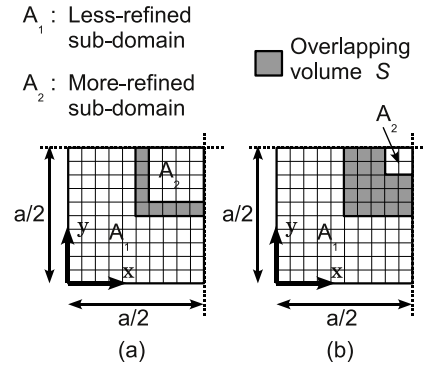 A₁ : Less-refined
sub-domain
A₂ : More-refined
sub-domain
Overlapping
volume S
A₂
A₂
a/2
a/2
y
A₁
x
y
A₁
x
a/2
a/2
(a)
(b)